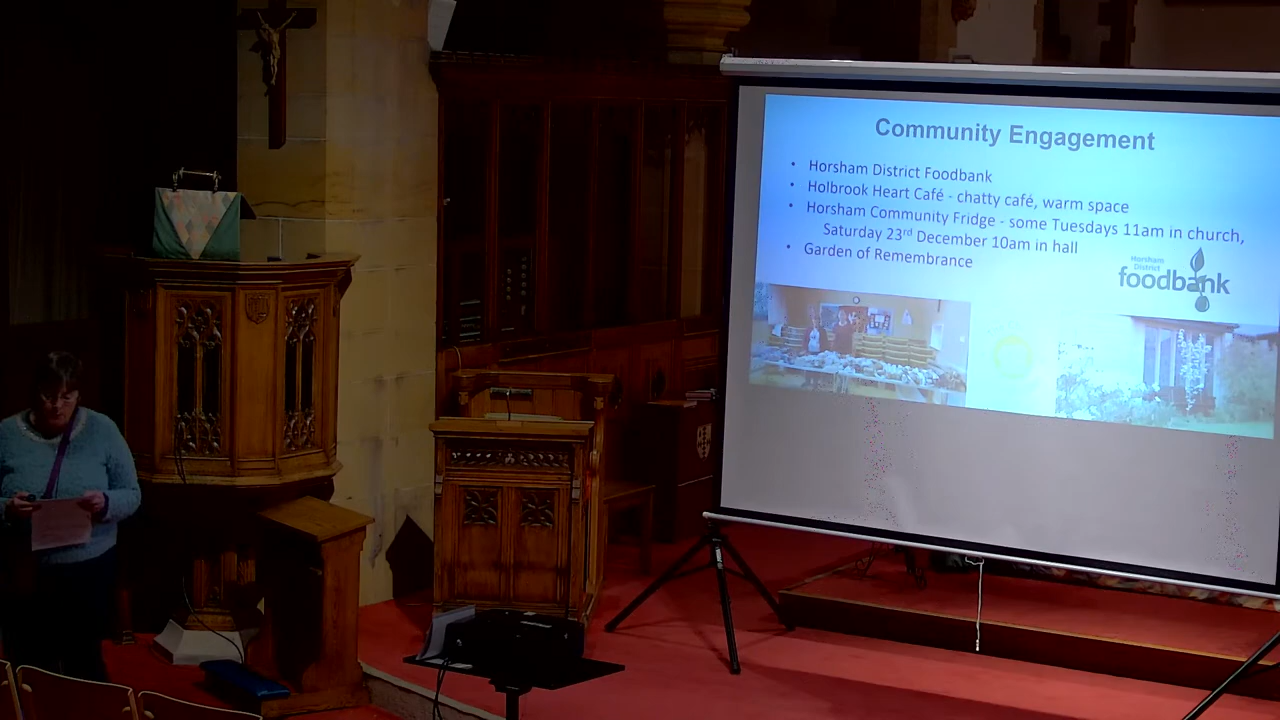 Community Engagement
• Horsham District Foodbank
• Holbrook Heart Café - chatty café, warm space
• Horsham Community Fridge - some Tuesdays 11am in church,
Saturday 23rd December 10am in hall
• Garden of Remembrance
Horsham
District
foodbank